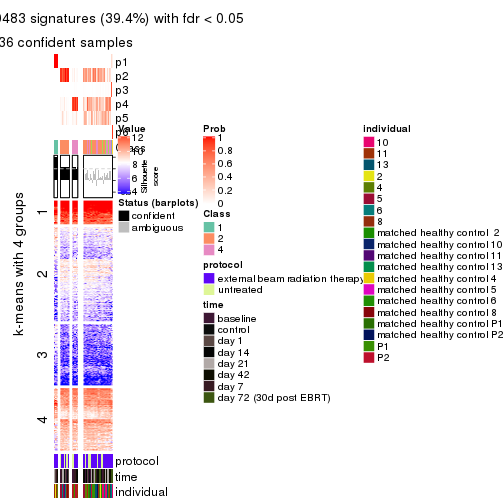 0483 signatures (39.4%) with fdr < 0.05
36 confident samples
p1
p2
p3
p4
p5
Value
12
10
8
6
4
Silhouette
score
Status (barplots)
confident
ambiguous
Prob
1
0.8
0.6
0.4
0.2
0
Class
1
2
4
protocol
external beam radiation therapy
untreated
time
baseline
control
day 1
day 14
day 21
day 42
day 7
day 72 (30d post EBRT)
individual
10
11
13
2
4
5
6
8
matched healthy control 2
matched healthy control 10
matched healthy control 11
matched healthy control 13
matched healthy control 4
matched healthy control 5
matched healthy control 6
matched healthy control 8
matched healthy control P1
matched healthy control P2
P1
P2
k-means with 4 groups
1
2
3
4
protocol
time
individual